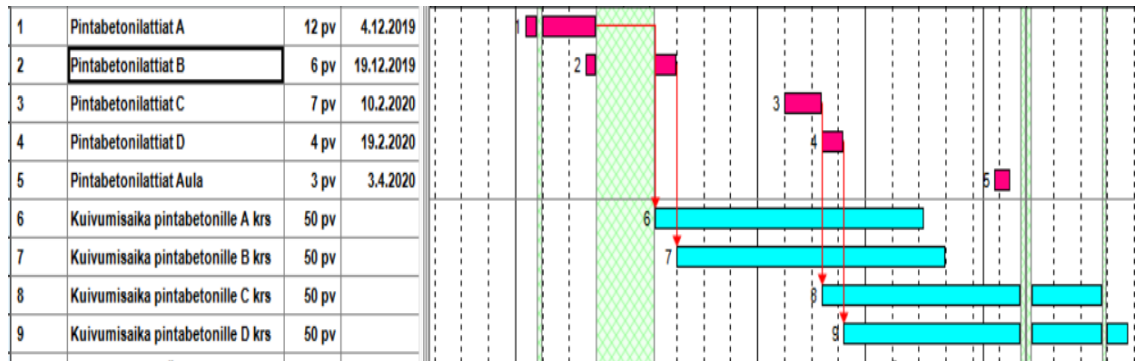 1 Pintabetonilattiat A 12 pv 4.12.2019 1
2 Pintabetonilattiat B 6 pv 19.12.2019 2
3 Pintabetonilattiat C 7 pv 10.2.2020 3
4 Pintabetonilattiat D 4 pv 19.2.2020 4
5 Pintabetonilattiat Aula 3 pv 3.4.2020 5
6 Kuivumisaika pintabetonille A krs 50 pv 6
7 Kuivumisaika pintabetonille B krs 50 pv 7
8 Kuivumisaika pintabetonille C krs 50 pv 8
9 Kuivumisaika pintabetonille D krs 50 pv 9